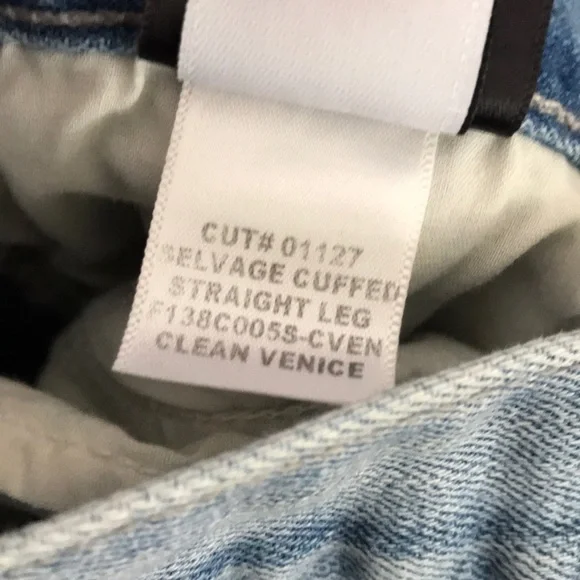 CUT# 01127
SELVAGE CUFFED
STRAIGHT LEG
F138C005S-CVEN
CLEAN VENICE